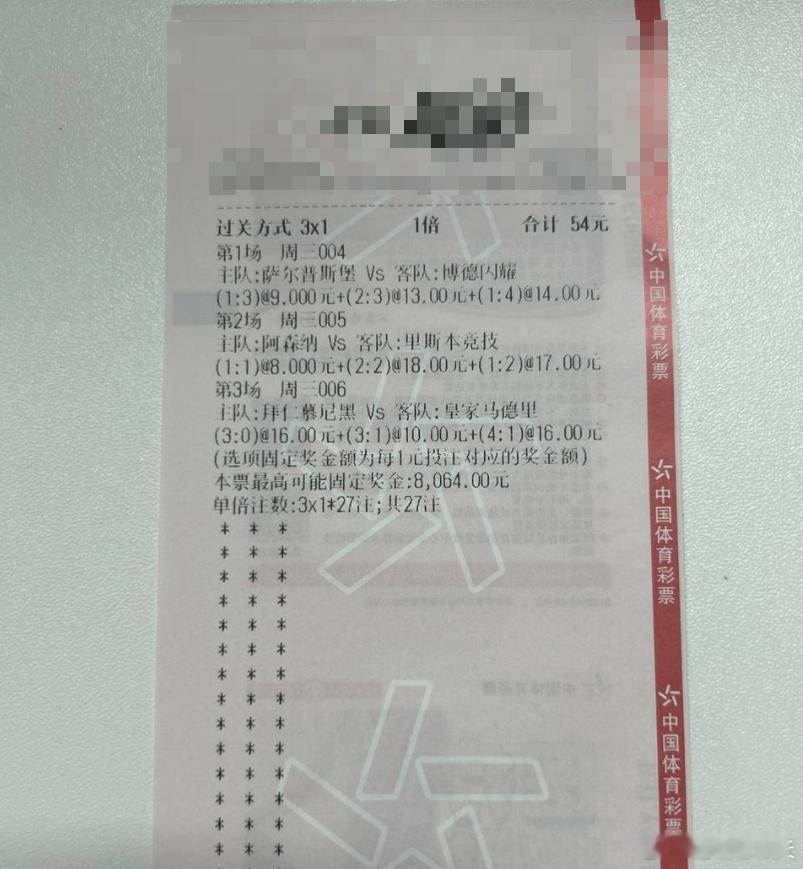 过关方式 3x1 1倍 合计 54元
第1场 周三004
主队:萨尔普斯堡 Vs 客队:博德闪耀
(1:3)@9.000元+(2:3)@13.00元+(1:4)@14.00元
第2场 周三005
主队:阿森纳 Vs 客队:里斯本竞技
(1:1)@8.000元+(2:2)@18.00元+(1:2)@17.00元
第3场 周三006
主队:拜仁慕尼黑 Vs 客队:皇家马德里
(3:0)@16.00元+(3:1)@10.00元+(4:1)@16.00元
(选项固定奖金额为每1元投注对应的奖金额)
本票最高可能固定奖金:8,064.00元
单倍注数:3x1*27注;共27注
* * *
* * *
* * *
* * *
* * *
* * *
* * *
* * *
* * *
* * *
* * *
* * *
* * *
* * *
中国体育彩票
中国体育彩票
中国体育彩票